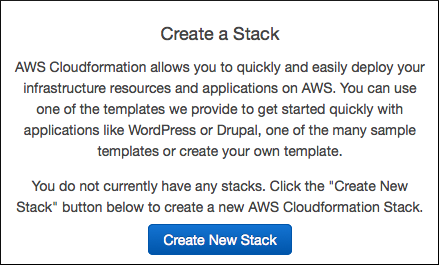 Create a Stack
AWS Cloudformation allows you to quickly and easily deploy your
infrastructure resources and applications on AWS. You can use
one of the templates we provide to get started quickly with
applications like WordPress or Drupal, one of the many sample
templates or create your own template.
You do not currently have any stacks. Click the "Create New
Stack" button below to create a new AWS Cloudformation Stack.
Create New Stack